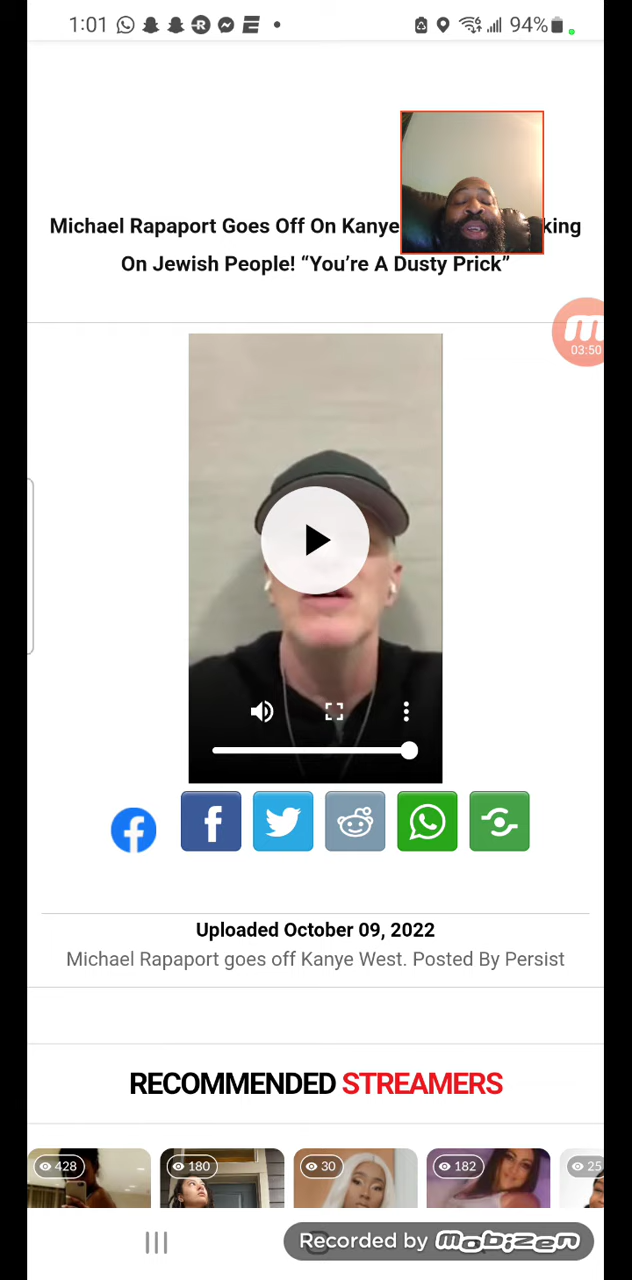 1:01
94%
Michael Rapaport Goes Off On Kanye king
On Jewish People! “You’re A Dusty Prick”
03:50
Uploaded October 09, 2022
Michael Rapaport goes off Kanye West. Posted By Persist
RECOMMENDED STREAMERS
428
180
30
182
25
Recorded by mobizen